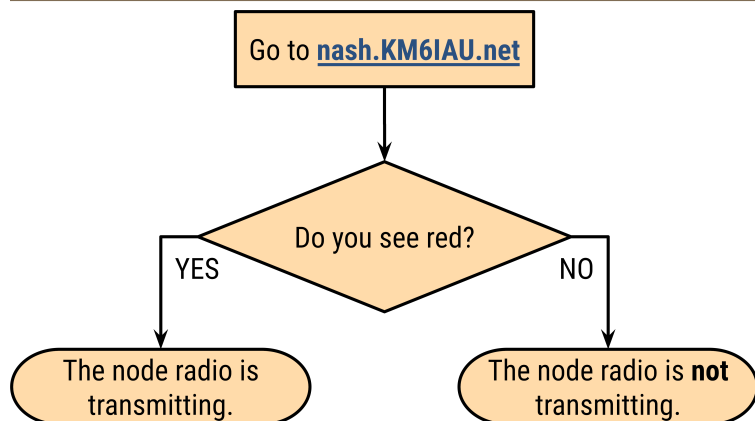 Go to nash.KM6IAU.net
Do you see red?
YES
NO
The node radio is
transmitting.
The node radio is not
transmitting.